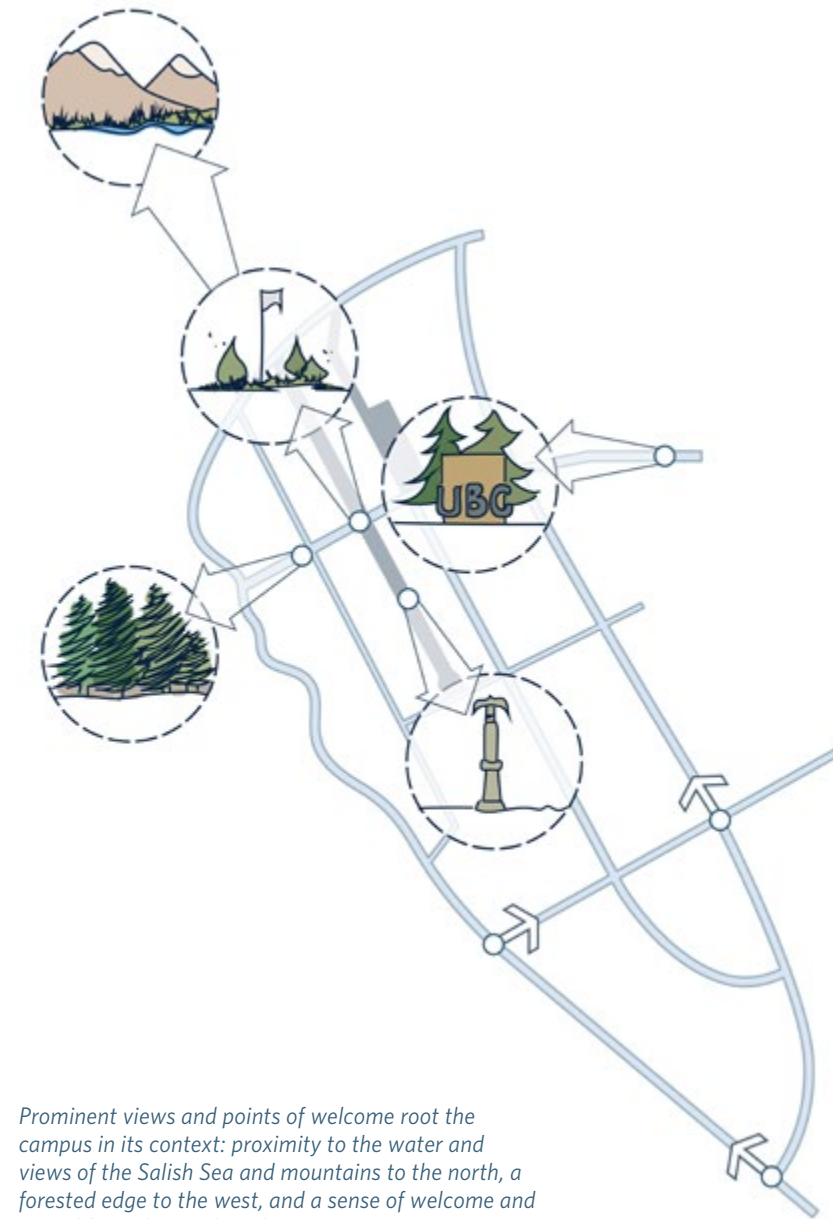 UBC
Prominent views and points of welcome root the
campus in its context: proximity to the water and
views of the Salish Sea and mountains to the north, a
forested edge to the west, and a sense of welcome and